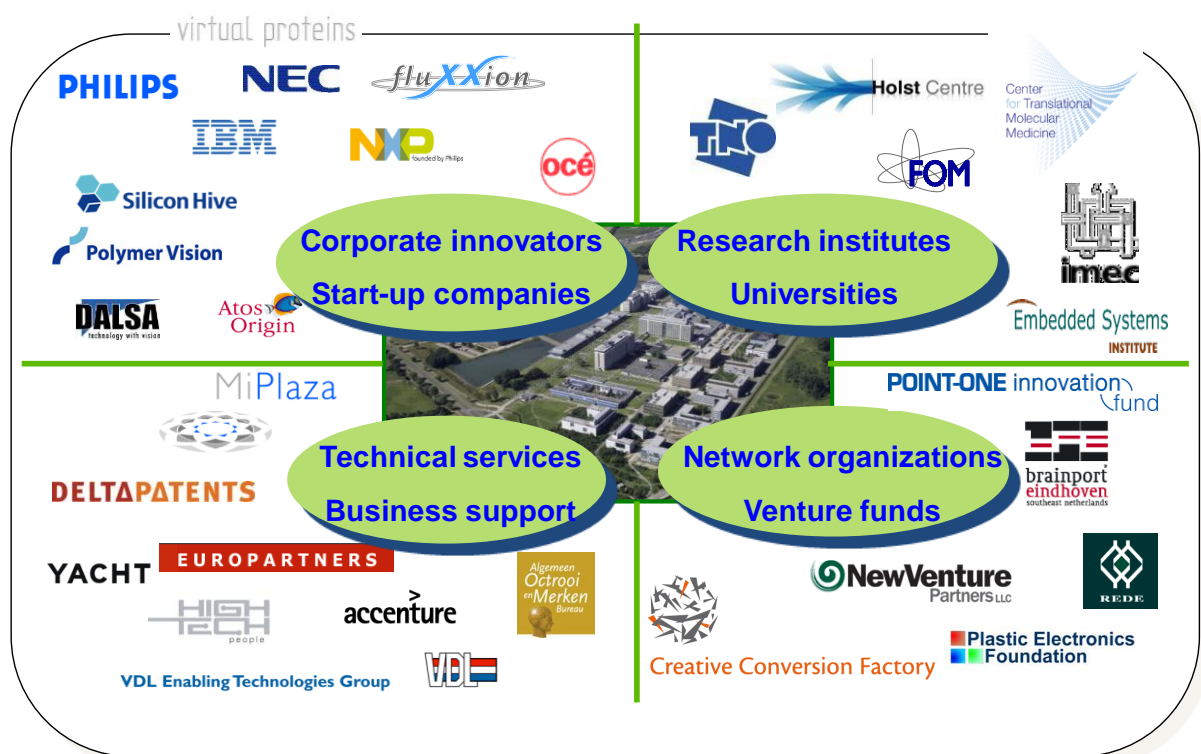 virtual proteins
PHILIPS
NEC
fluXXion
IBM
NXP
founded by Philips
océ
Silicon Hive
Polymer Vision
DALSA
technology with vision
Atos
Origin
Corporate innovators
Start-up companies
TNO
Holst Centre
Center
for Translational
Molecular
Medicine
FOM
imec
Embedded Systems
INSTITUTE
Research institutes
Universities
MiPlaza
DELTAPATENTS
Technical services
Business support
YACHT
EUROPARTNERS
HIGH
TECH
people
accenture
Algemeen
Octrooi
en Merken
Bureau
VDL Enabling Technologies Group
VDL
POINT-ONE innovation
fund
brainport
eindhoven
southeast netherlands
Network organizations
Venture funds
NewVenture
Partners LLC
REDE
Creative Conversion Factory
Plastic Electronics
Foundation